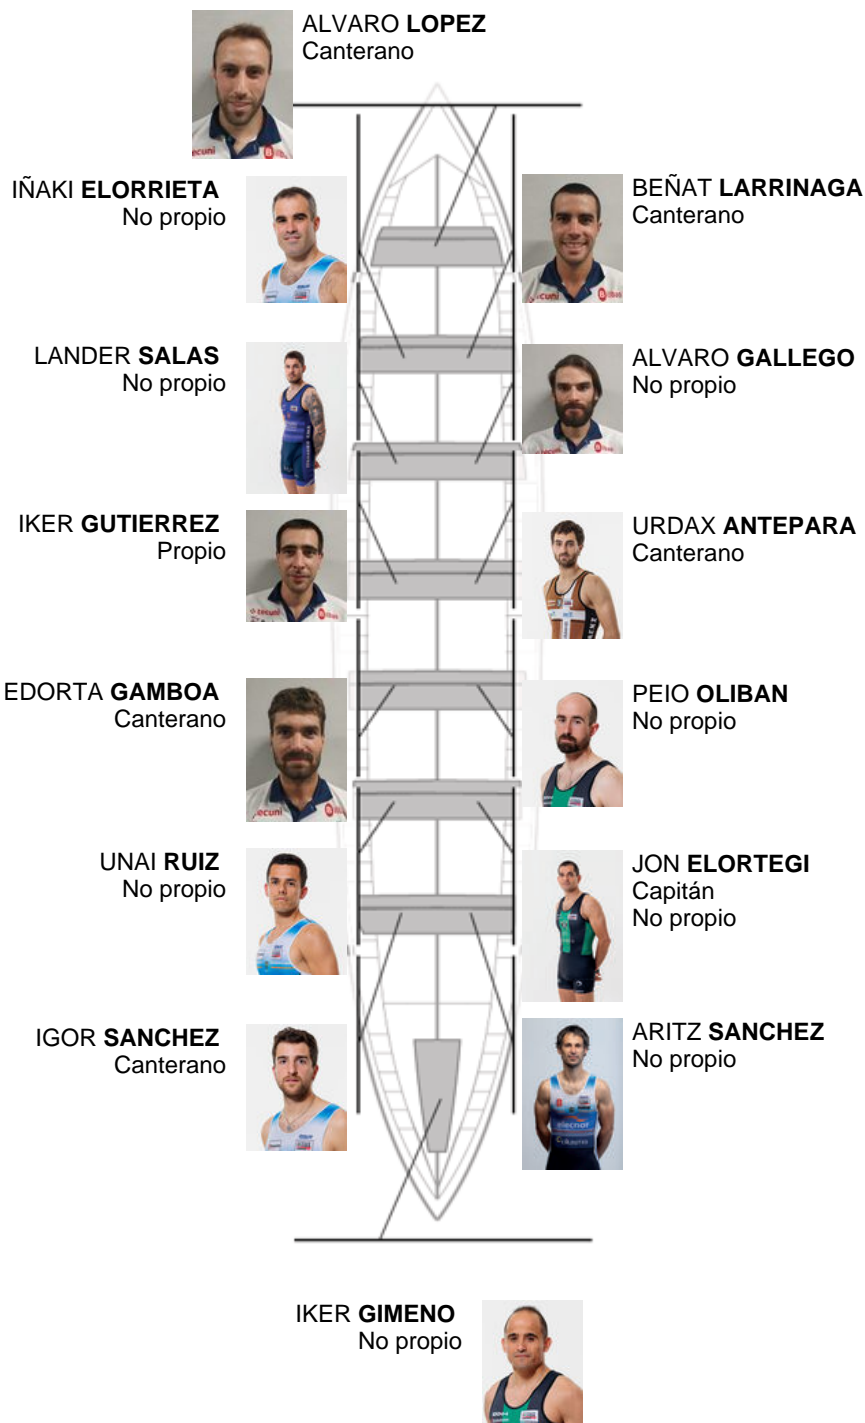 ALVARO LOPEZ
Canterano
IÑAKI ELORRIETA
No propio
BEÑAT LARRINAGA
Canterano
LANDER SALAS
No propio
ALVARO GALLEGO
No propio
IKER GUTIERREZ
Propio
URDAX ANTEPARA
Canterano
EDORTA GAMBOA
Canterano
PEIO OLIBAN
No propio
UNAI RUIZ
No propio
JON ELORTEGI
Capitán
No propio
IGOR SANCHEZ
Canterano
ARITZ SANCHEZ
No propio
elecnor
IKER GIMENO
No propio